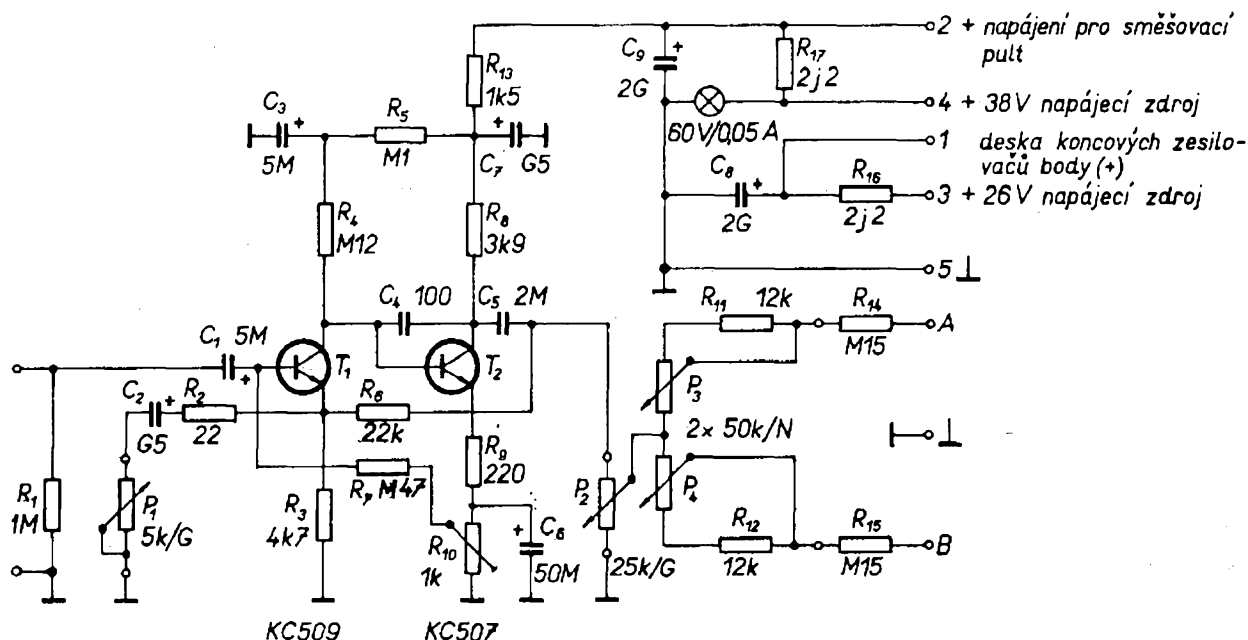 2 + napájení pro směšovací
pult
C9 +
2G
R17
2j2
R13
1k5
4 + 38V napájecí zdroj
60V/0,05 A
C3 +
5M
R5
M1
+
C7
G5
1 deska koncových zesilo-
vačů body (+)
C8 +
2G
R16
2j2
3 + 26V napájecí zdroj
R4
M12
R8
3k9
5 ⊥
C4 100
C5 2M
R11 12k
R14
M15
A
C1 5M
+
T1
T2
P3
C2 +
G5
R2
22
R6
22k
2 x 50k/N
⊥
R9
220
R7 M47
P2
P4
R1
1M
P1
5k/G
R3
4k7
R10
1k
+ C6
50M
25k/G
R12
12k
R15
M15
B
KC509
KC507